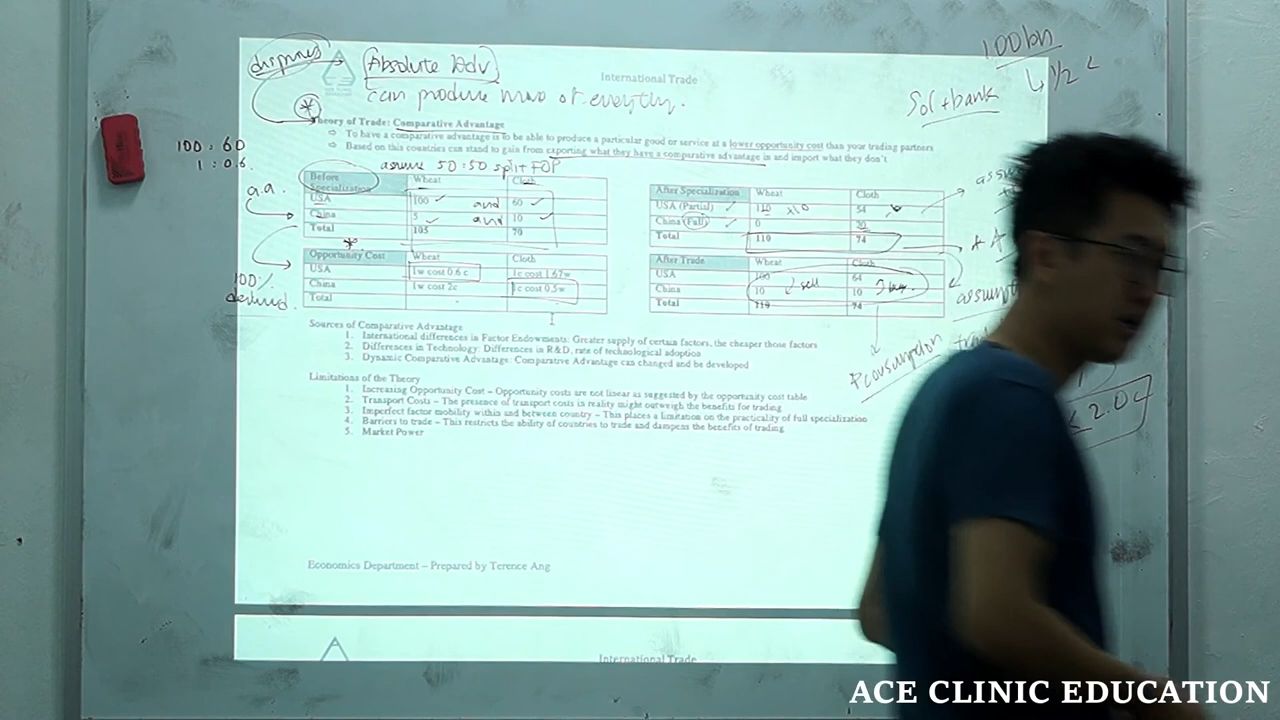 disproves
Absolute Adv
can produce more of everythg.
International Trade
100bn
↳ 1/2
Softbank
Theory of Trade: Comparative Advantage
⇨ To have a comparative advantage is to be able to produce a particular good or service at a lower opportunity cost than your trading partners
⇨ Based on this countries can stand to gain from exporting what they have a comparative advantage in and import what they don't
100 : 60
1 : 0.6
assume 50:50 split FOP
Before Specialization Wheat Cloth
USA 100 and 60
China 5 and 10
Total 105 70
Opportunity Cost Wheat Cloth
USA 1w cost 0.6 c 1c cost 1.67w
China 1w cost 2c 1c cost 0.5w
Total
100%
After Specialization Wheat Cloth
USA (Partial) 110 x10 54
China (Full) 0 20
Total 110 74
After Trade Wheat Cloth
USA 100 64
China 10 10
Total 110 74
sell
consumption
2.0c
Sources of Comparative Advantage
1. International differences in Factor Endowments: Greater supply of certain factors, the cheaper those factors
2. Differences in Technology: Differences in R&D, rate of technological adoption
3. Dynamic Comparative Advantage: Comparative Advantage can changed and be developed
Limitations of the Theory
1. Increasing Opportunity Cost – Opportunity costs are not linear as suggested by the opportunity cost table
2. Transport Costs – The presence of transport costs in reality might outweigh the benefits for trading
3. Imperfect factor mobility within and between country – This places a limitation on the practicality of full specialization
4. Barriers to trade – This restricts the ability of countries to trade and dampens the benefits of trading
5. Market Power
Economics Department – Prepared by Terence Ang
International Trade
ACE CLINIC EDUCATION